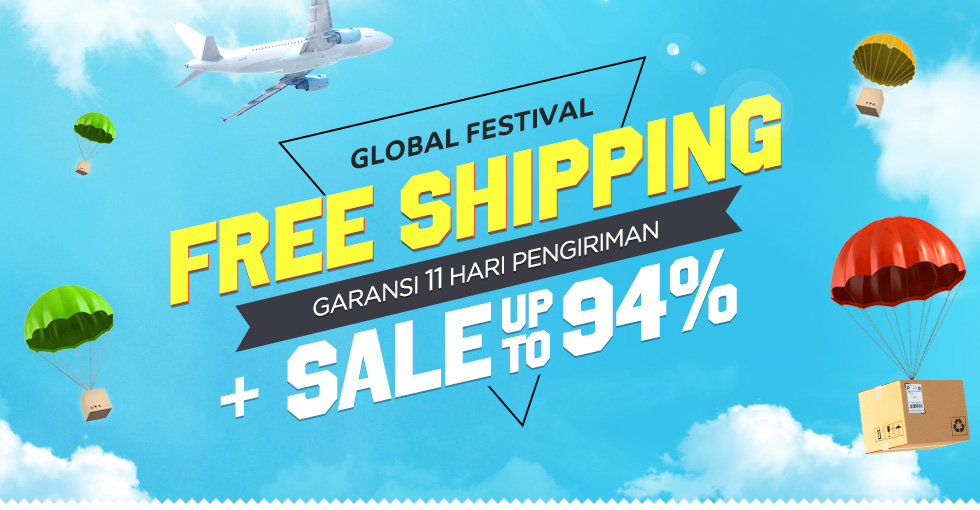 GLOBAL FESTIVAL
FREE SHIPPING
GARANSI 11 HARI PENGIRIMAN
+ SALE UP TO 94%